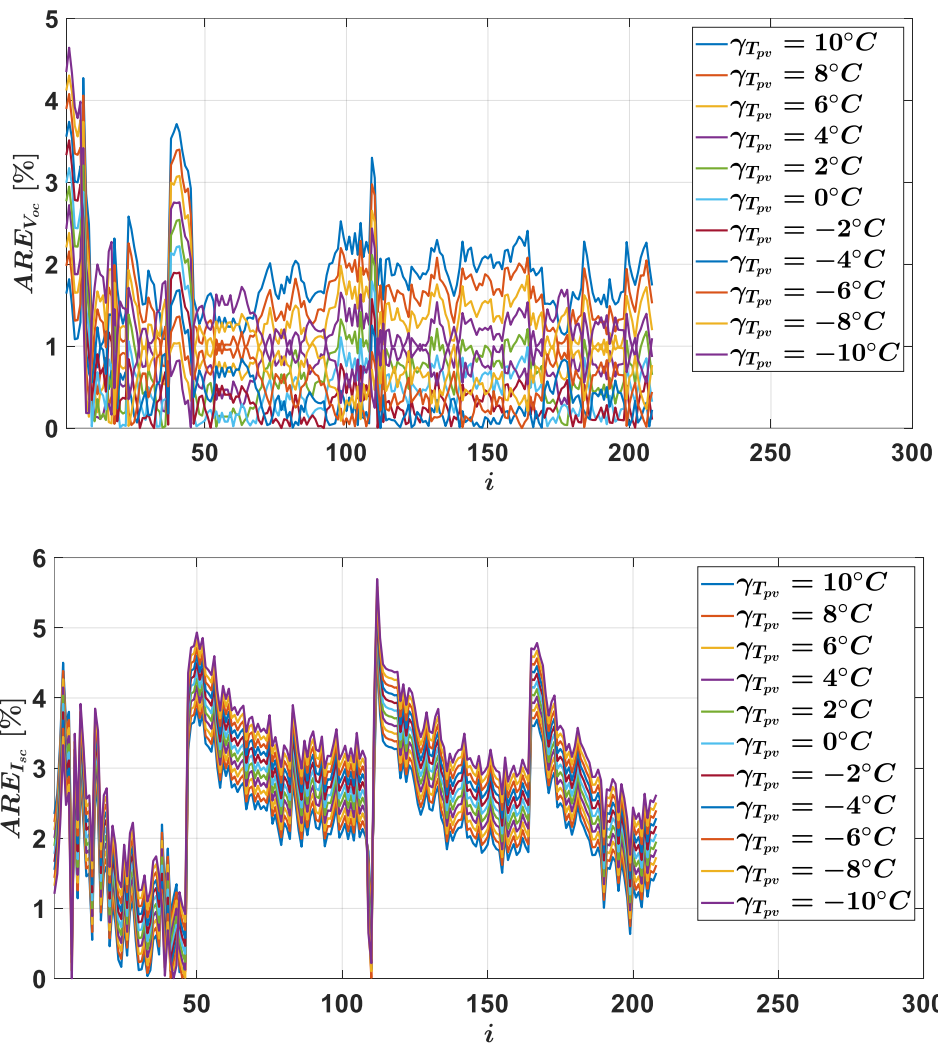 5
4
3
2
1
0
ARE_{V_{oc}} [%]
50
100
150
200
250
300
i
γ_{T_{pv}} = 10°C
γ_{T_{pv}} = 8°C
γ_{T_{pv}} = 6°C
γ_{T_{pv}} = 4°C
γ_{T_{pv}} = 2°C
γ_{T_{pv}} = 0°C
γ_{T_{pv}} = −2°C
γ_{T_{pv}} = −4°C
γ_{T_{pv}} = −6°C
γ_{T_{pv}} = −8°C
γ_{T_{pv}} = −10°C
6
5
4
3
2
1
0
ARE_{I_{sc}} [%]
50
100
150
200
250
30
i
γ_{T_{pv}} = 10°C
γ_{T_{pv}} = 8°C
γ_{T_{pv}} = 6°C
γ_{T_{pv}} = 4°C
γ_{T_{pv}} = 2°C
γ_{T_{pv}} = 0°C
γ_{T_{pv}} = −2°C
γ_{T_{pv}} = −4°C
γ_{T_{pv}} = −6°C
γ_{T_{pv}} = −8°C
γ_{T_{pv}} = −10°C